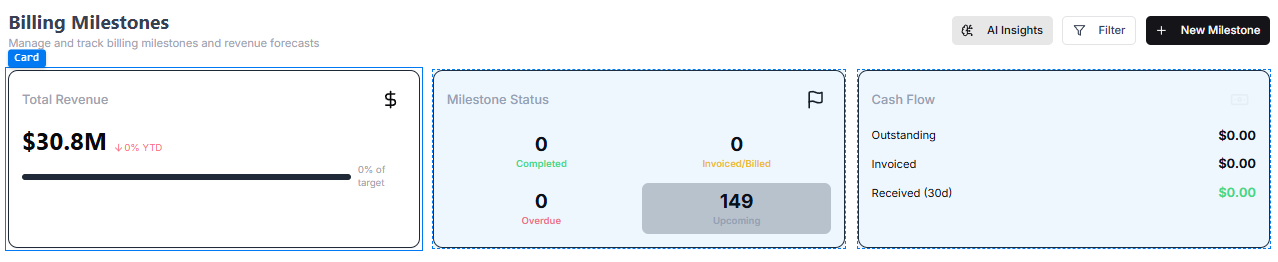 Billing Milestones
Manage and track billing milestones and revenue forecasts
AI Insights
Filter
New Milestone
Card
Total Revenue
$30.8M
↓0% YTD
0% of
target
Milestone Status
0
Completed
0
Invoiced/Billed
0
Overdue
149
Upcoming
Cash Flow
Outstanding $0.00
Invoiced $0.00
Received (30d) $0.00